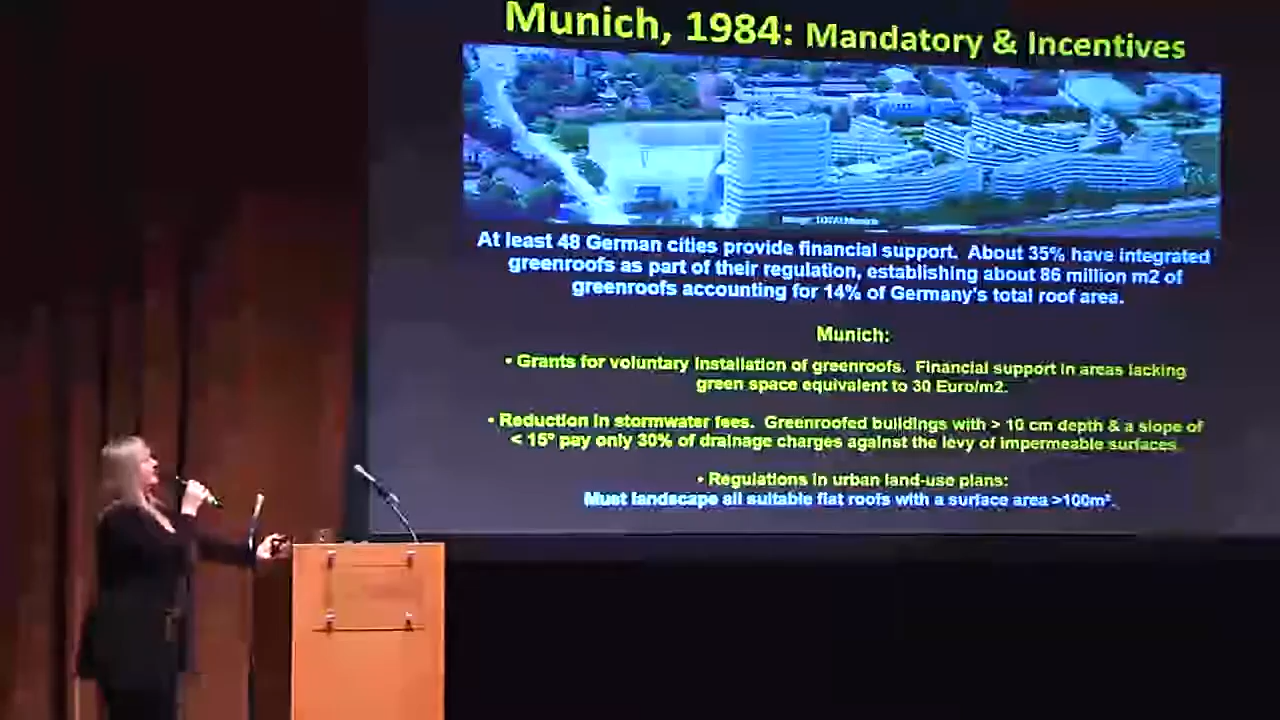 Munich, 1984: Mandatory & Incentives
At least 48 German cities provide financial support. About 35% have integrated
greenroofs as part of their regulation, establishing about 86 million m2 of
greenroofs accounting for 14% of Germany's total roof area.
Munich:
• Grants for voluntary installation of greenroofs. Financial support in areas lacking
green space equivalent to 30 Euro/m2.
• Reduction in stormwater fees. Greenroofed buildings with > 10 cm depth & a slope of
< 15° pay only 30% of drainage charges against the levy of impermeable surfaces.
• Regulations in urban land-use plans:
Must landscape all suitable flat roofs with a surface area >100m².